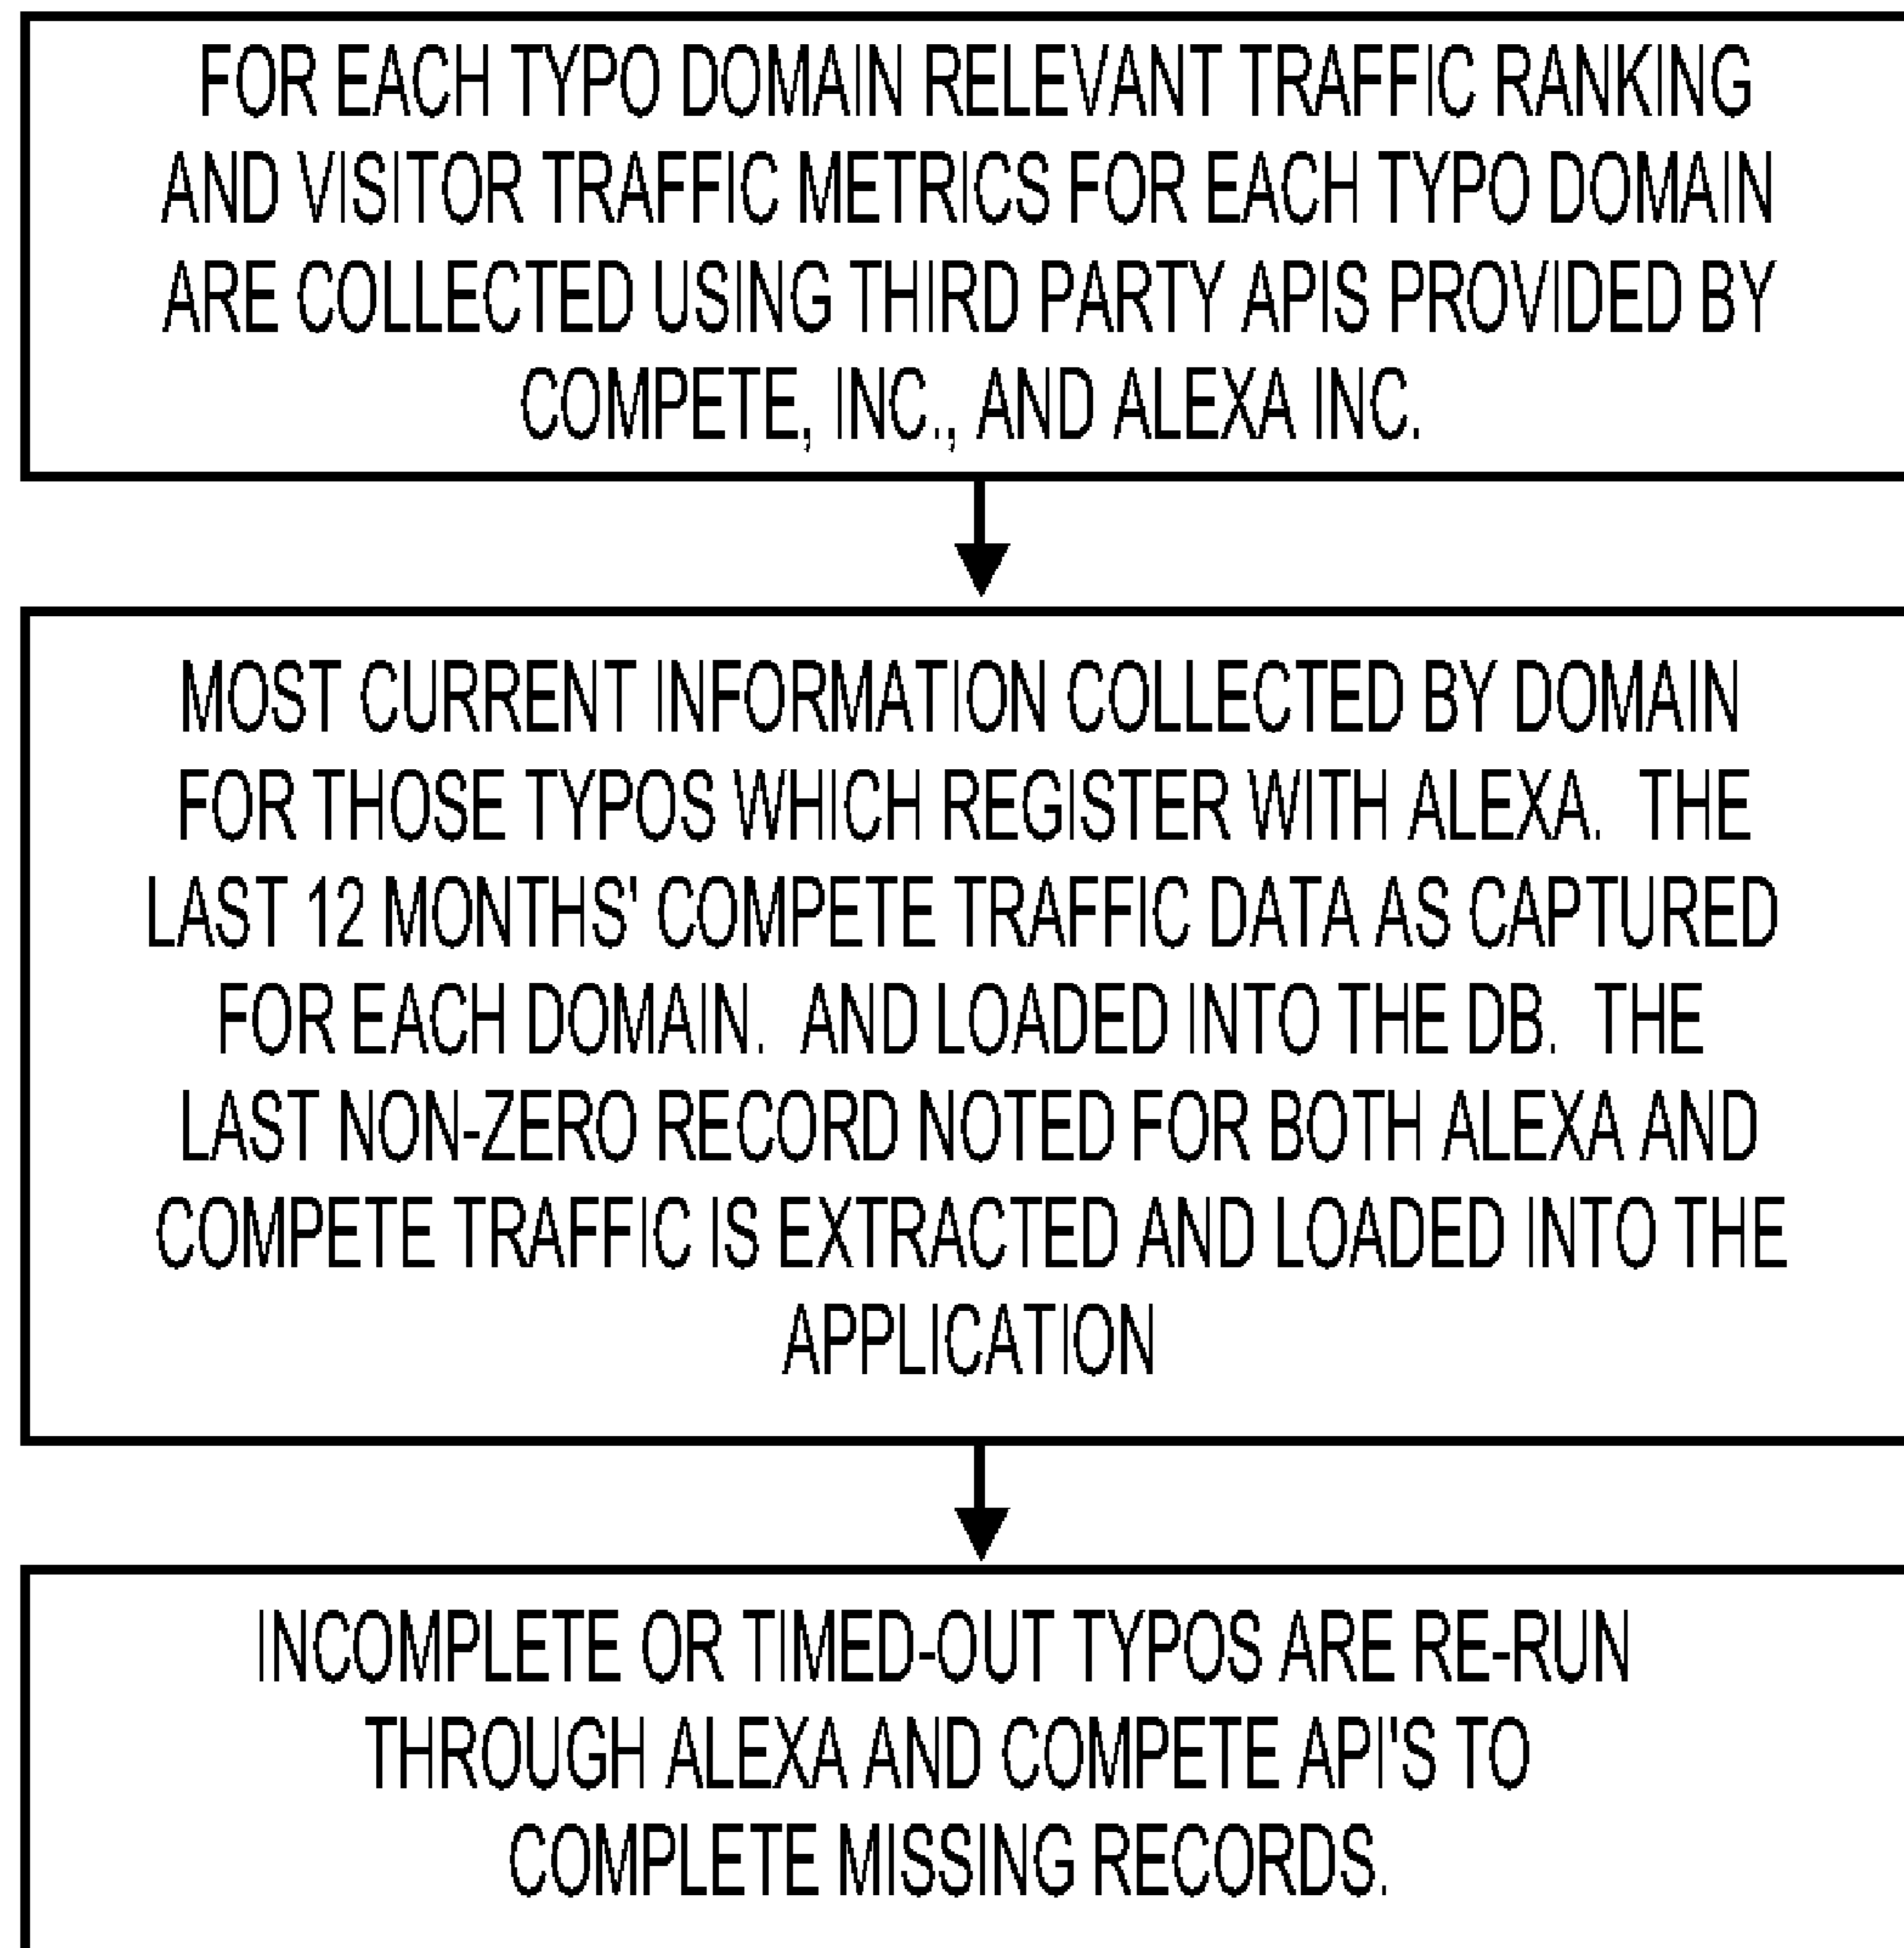 FOR EACH TYPO DOMAIN RELEVANT TRAFFIC RANKING
AND VISITOR TRAFFIC METRICS FOR EACH TYPO DOMAIN
ARE COLLECTED USING THIRD PARTY APIS PROVIDED BY
COMPETE, INC., AND ALEXA INC.
MOST CURRENT INFORMATION COLLECTED BY DOMAIN
FOR THOSE TYPOS WHICH REGISTER WITH ALEXA. THE
LAST 12 MONTHS' COMPETE TRAFFIC DATA AS CAPTURED
FOR EACH DOMAIN. AND LOADED INTO THE DB. THE
LAST NON-ZERO RECORD NOTED FOR BOTH ALEXA AND
COMPETE TRAFFIC IS EXTRACTED AND LOADED INTO THE
APPLICATION
INCOMPLETE OR TIMED-OUT TYPOS ARE RE-RUN
THROUGH ALEXA AND COMPETE API'S TO
COMPLETE MISSING RECORDS.